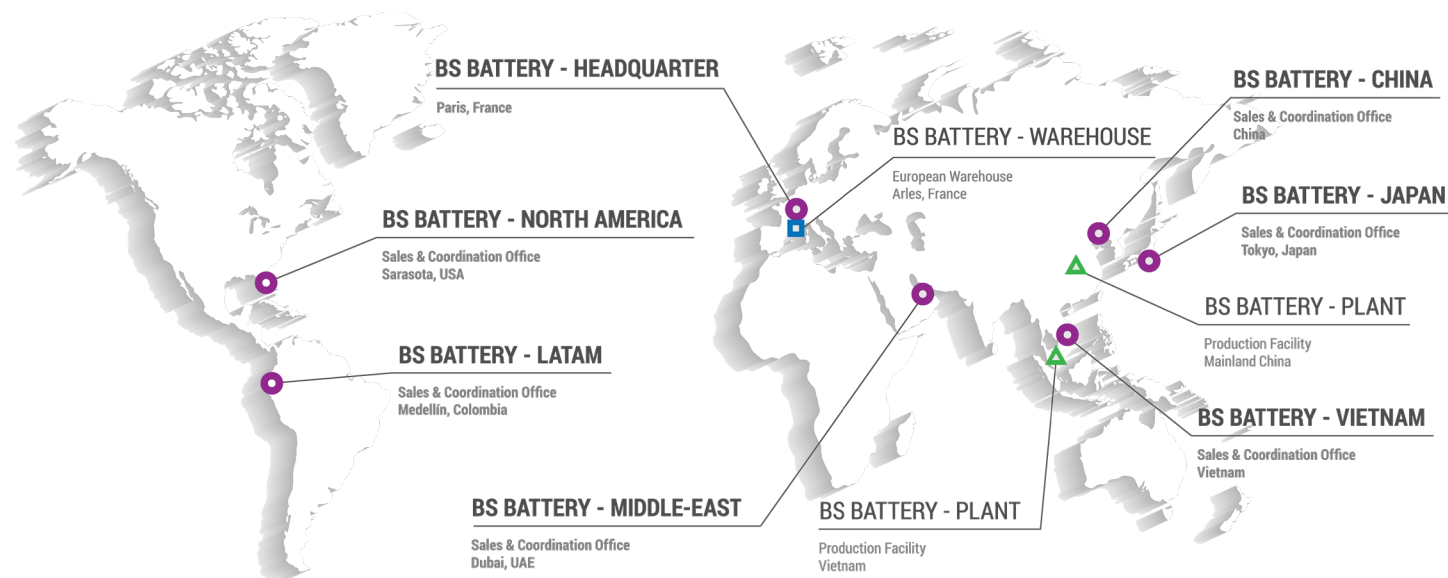 BS BATTERY - HEADQUARTER
Paris, France
BS BATTERY - CHINA
Sales & Coordination Office
China
BS BATTERY - WAREHOUSE
European Warehouse
Arles, France
BS BATTERY - JAPAN
Sales & Coordination Office
Tokyo, Japan
BS BATTERY - NORTH AMERICA
Sales & Coordination Office
Sarasota, USA
BS BATTERY - PLANT
Production Facility
Mainland China
BS BATTERY - LATAM
Sales & Coordination Office
Medellín, Colombia
BS BATTERY - VIETNAM
Sales & Coordination Office
Vietnam
BS BATTERY - MIDDLE-EAST
Sales & Coordination Office
Dubai, UAE
BS BATTERY - PLANT
Production Facility
Vietnam